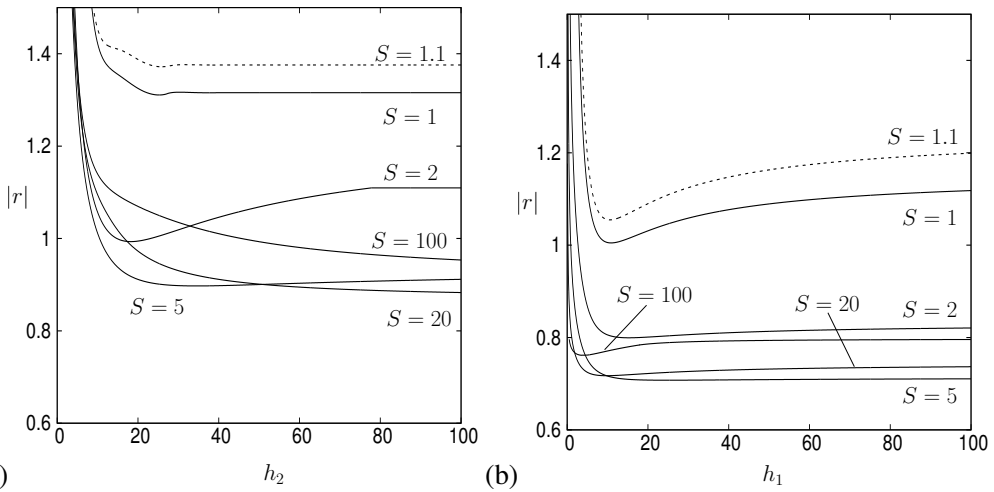 1.4
1.2
1
0.8
0.6
|r|
0 20 40 60 80 100
h₂
S = 1.1
S = 1
S = 2
S = 100
S = 5
S = 20
)
1.4
1.2
1
0.8
0.6
|r|
0 20 40 60 80 100
(b)
h₁
S = 1.1
S = 1
S = 100
S = 20
S = 2
S = 5